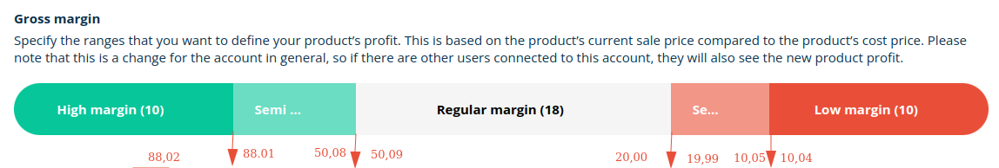 Gross margin
Specify the ranges that you want to define your product’s profit. This is based on the product’s current sale price compared to the product’s cost price. Please
note that this is a change for the account in general, so if there are other users connected to this account, they will also see the new product profit.
High margin (10) Semi ... Regular margin (18) Se... Low margin (10)
88,02 88.01 50,08 50,09 20,00 19,99 10,05 10,04